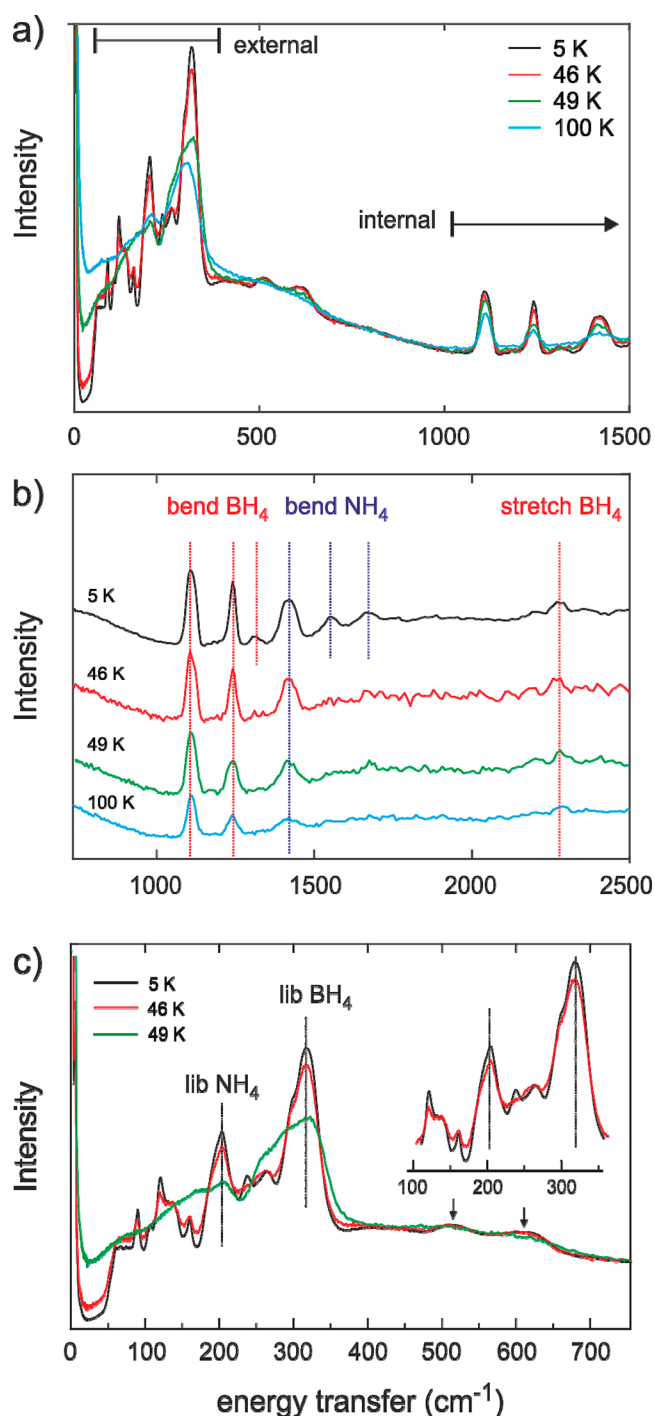 a)
external
5 K
46 K
49 K
100 K
internal
Intensity
0 500 1000 1500
b)
bend BH4 bend NH4 stretch BH4
5 K
46 K
49 K
100 K
Intensity
1000 1500 2000 2500
c)
5 K
46 K
49 K
lib BH4
lib NH4
100 200 300
Intensity
0 100 200 300 400 500 600 700
energy transfer (cm-1)